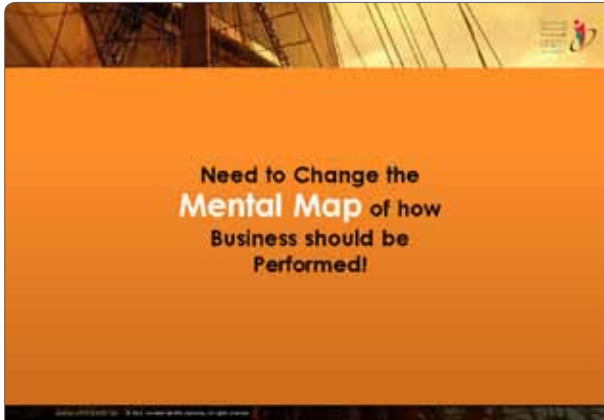 Need to Change the
Mental Map of how
Business should be
Performed!